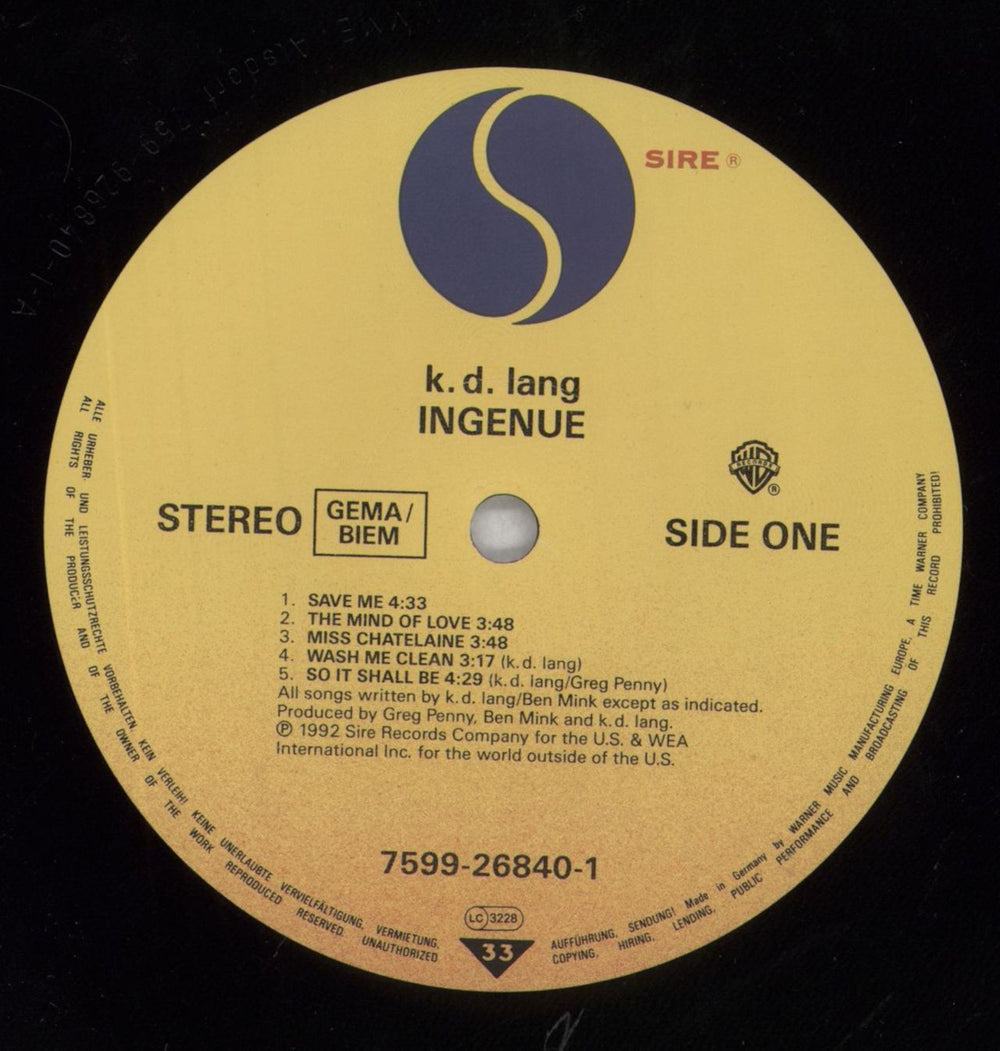 SIRE ®
k.d. lang
INGENUE
RECORDS ®
STEREO
GEMA/
BIEM
SIDE ONE
1. SAVE ME 4:33
2. THE MIND OF LOVE 3:48
3. MISS CHATELAINE 3:48
4. WASH ME CLEAN 3:17 (k.d. lang)
5. SO IT SHALL BE 4:29 (k.d. lang/Greg Penny)
All songs written by k.d. lang/Ben Mink except as indicated.
Produced by Greg Penny, Ben Mink and k.d. lang.
℗ 1992 Sire Records Company for the U.S. & WEA
International Inc. for the world outside of the U.S.
7599-26840-1
LC 3228
33
ALLE URHEBER- UND LEISTUNGSSCHUTZRECHTE VORBEHALTEN KEIN VERLEIH! KEINE UNERLAUBTE VERVIELFÄLTIGUNG, VERMIETUNG, AUFFÜHRUNG, SENDUNG! Made in Germany by WARNER MUSIC MANUFACTURING EUROPE, A TIME WARNER COMPANY
ALL RIGHTS OF THE PRODUCER AND OF THE OWNER OF THE WORK REPRODUCED RESERVED. UNAUTHORIZED COPYING, HIRING, LENDING, PUBLIC PERFORMANCE AND BROADCASTING OF THIS RECORD PROHIBITED!